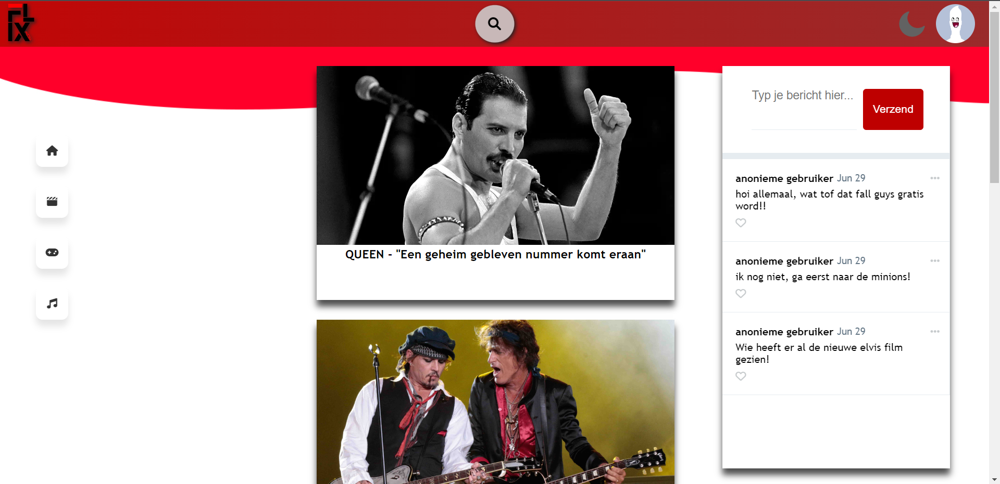 FLIX
Typ je bericht hier...
Verzend
QUEEN - "Een geheim gebleven nummer komt eraan"
anonieme gebruiker Jun 29
hoi allemaal, wat tof dat fall guys gratis
word!!
anonieme gebruiker Jun 29
ik nog niet, ga eerst naar de minions!
anonieme gebruiker Jun 29
Wie heeft er al de nieuwe elvis film
gezien!